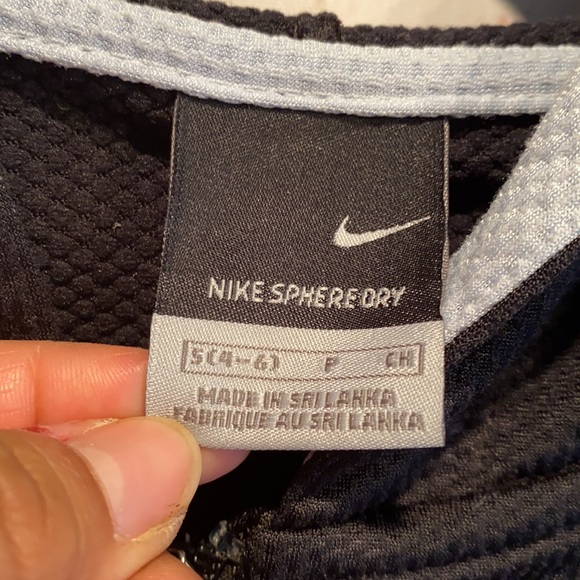 NIKE SPHERE DRY
S(4-6) P CH
MADE IN SRI LANKA
FABRIQUE AU SRI LANKA